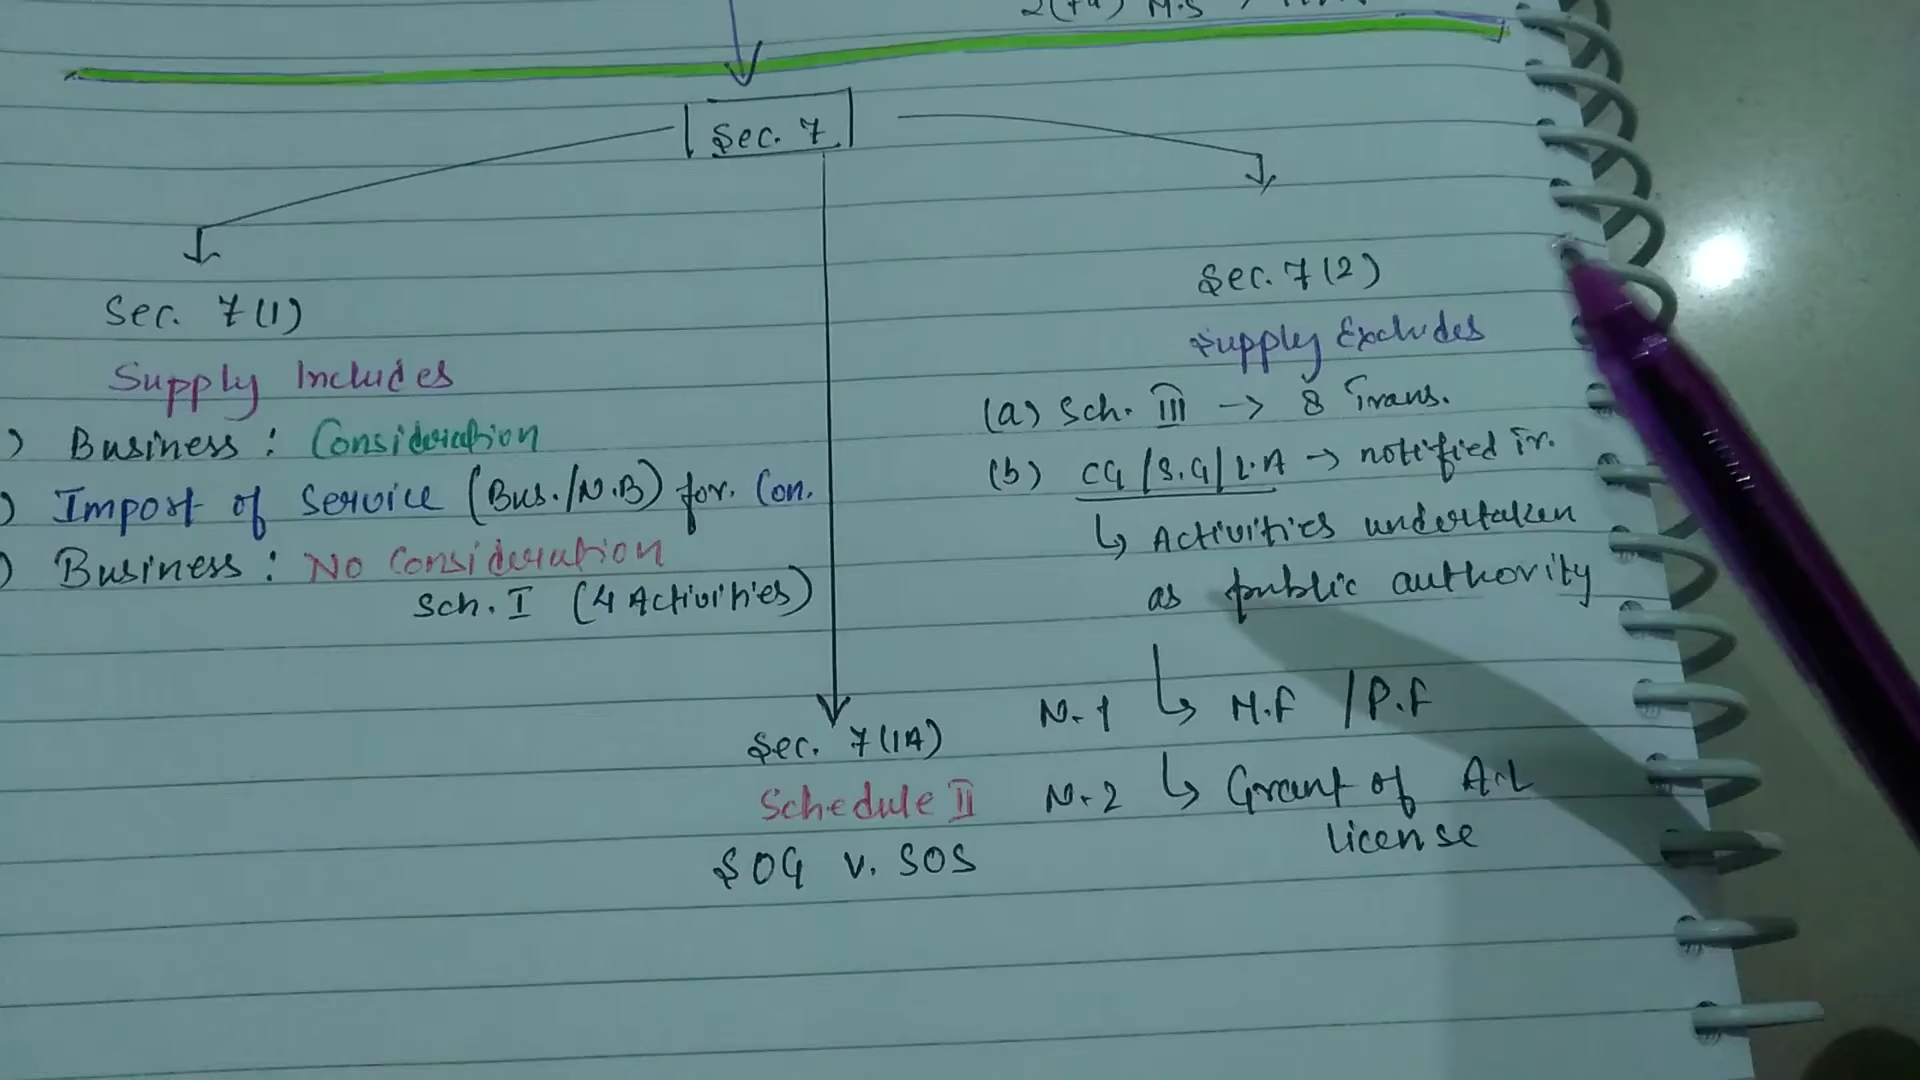 2(74) M.S
Sec. 7
Sec. 7(1)
Supply Includes
) Business : Consideration
) Import of Service (Bus./N.B) for. Con.
) Business : No Consideration
Sch. I (4 Activities)
Sec. 7(1A)
Schedule II
SOG v. SOS
Sec. 7(2)
Supply Excludes
(a) Sch. III → 8 Trans.
(b) CG/S.G/L.A → notified Tr.
↳ Activities undertaken
as public authority
N-1 ↳ M.F / P.F
N-2 ↳ Grant of A.L
license